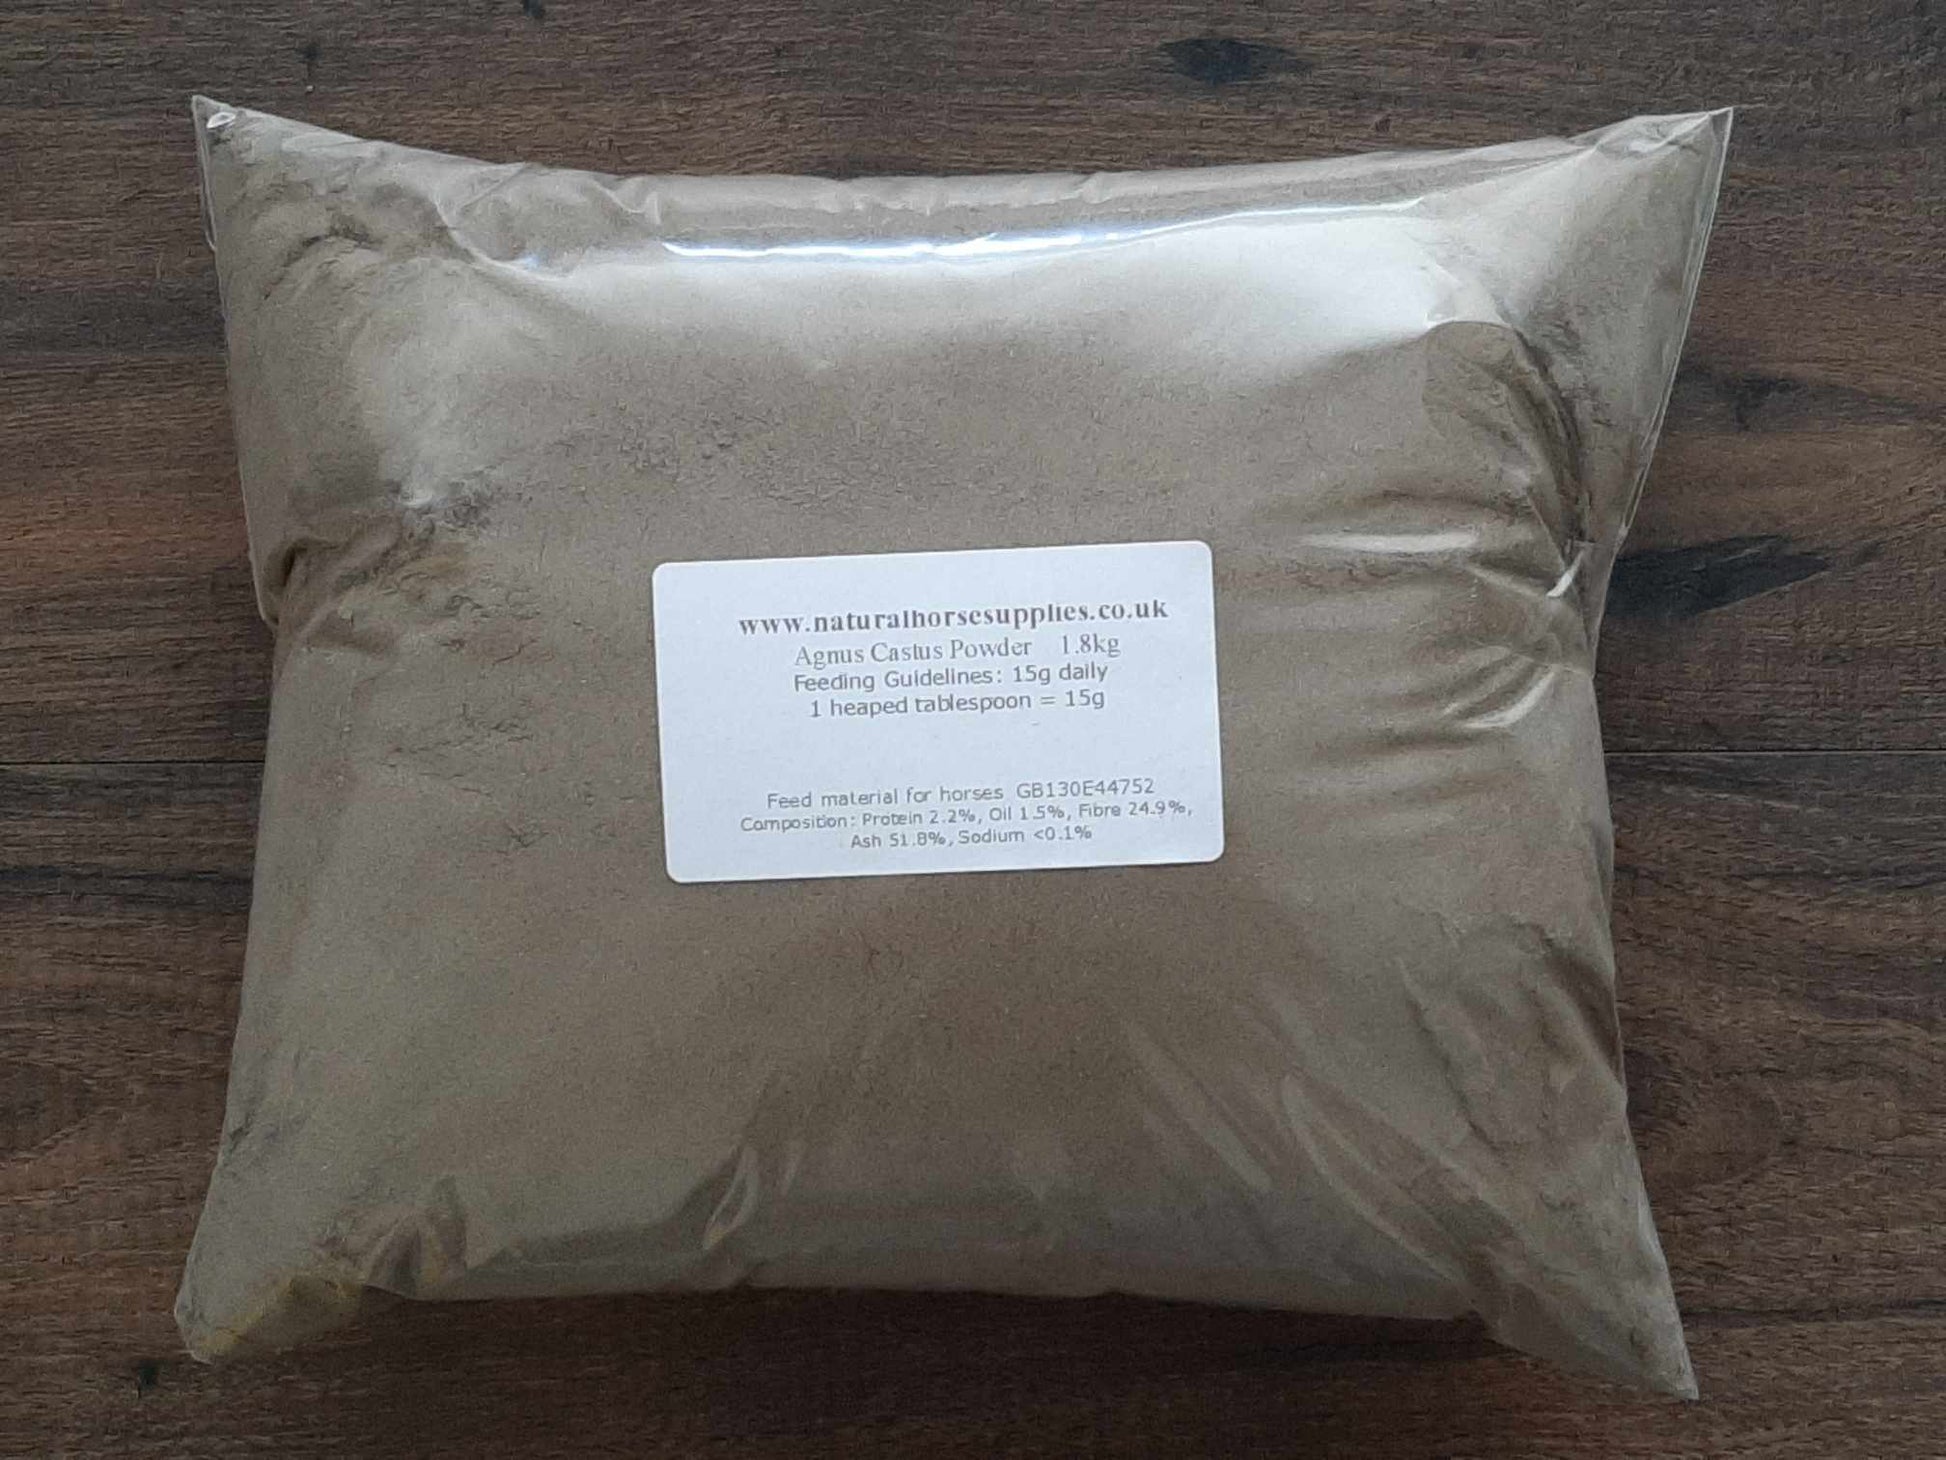 www.naturalhorsesupplies.co.uk
Agnus Castus Powder 1.8kg
Feeding Guidelines: 15g daily
1 heaped tablespoon = 15g
Feed material for horses GB130E44752
Composition: Protein 2.2%, Oil 1.5%, Fibre 24.9%,
Ash 51.8%, Sodium <0.1%